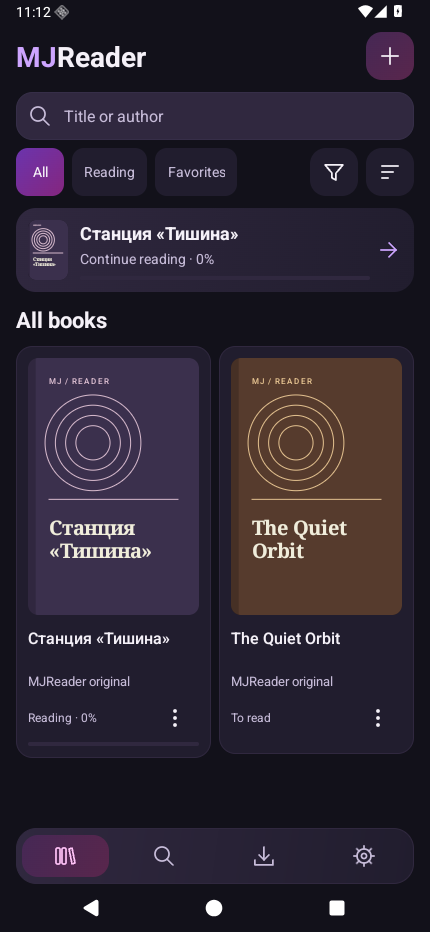 11:12
MJReader
Title or author
All
Reading
Favorites
Станция «Тишина»
Continue reading · 0%
Станция
«Тишина»
All books
MJ / READER
Станция
«Тишина»
Станция «Тишина»
MJReader original
Reading · 0%
MJ / READER
The Quiet
Orbit
The Quiet Orbit
MJReader original
To read